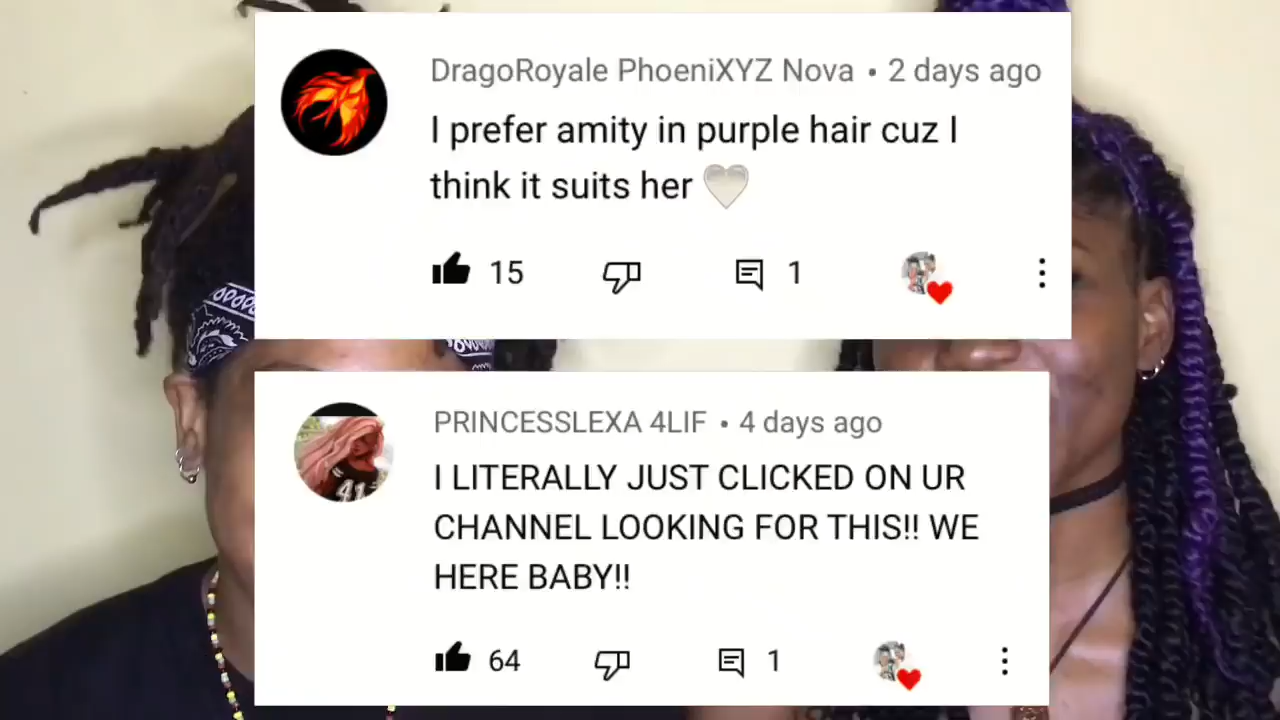 DragoRoyale PhoeniXYZ Nova • 2 days ago
I prefer amity in purple hair cuz I
think it suits her 🤍
15 1
PRINCESSLEXA 4LIF • 4 days ago
41
I LITERALLY JUST CLICKED ON UR
CHANNEL LOOKING FOR THIS!! WE
HERE BABY!!
64 1